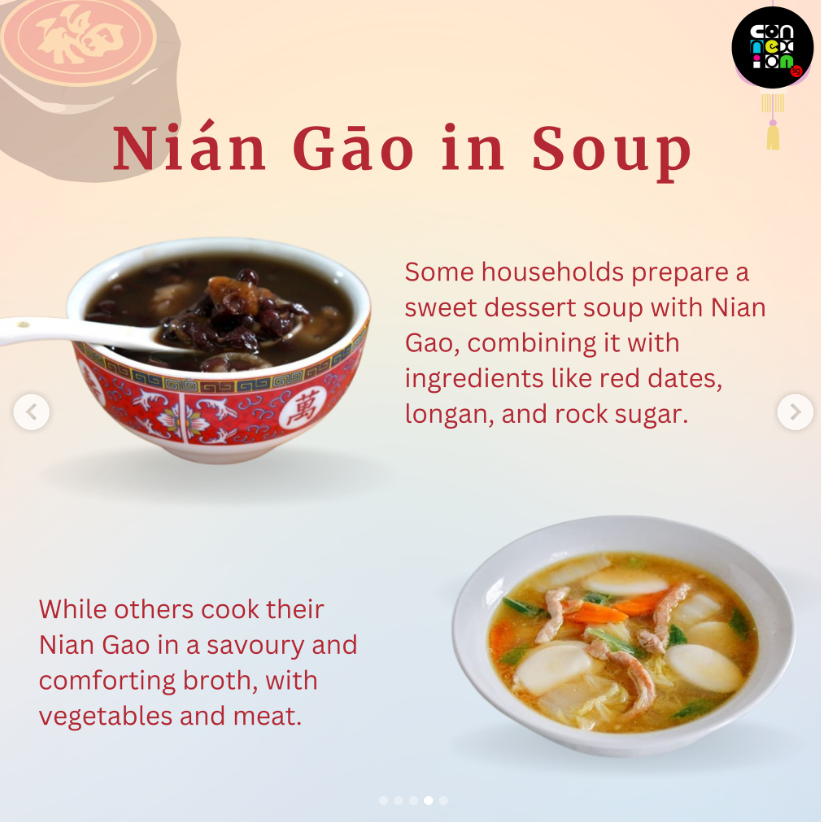 福
con
nex
ion
Nián Gāo in Soup
Some households prepare a
sweet dessert soup with Nian
Gao, combining it with
ingredients like red dates,
longan, and rock sugar.
萬
While others cook their
Nian Gao in a savoury and
comforting broth, with
vegetables and meat.